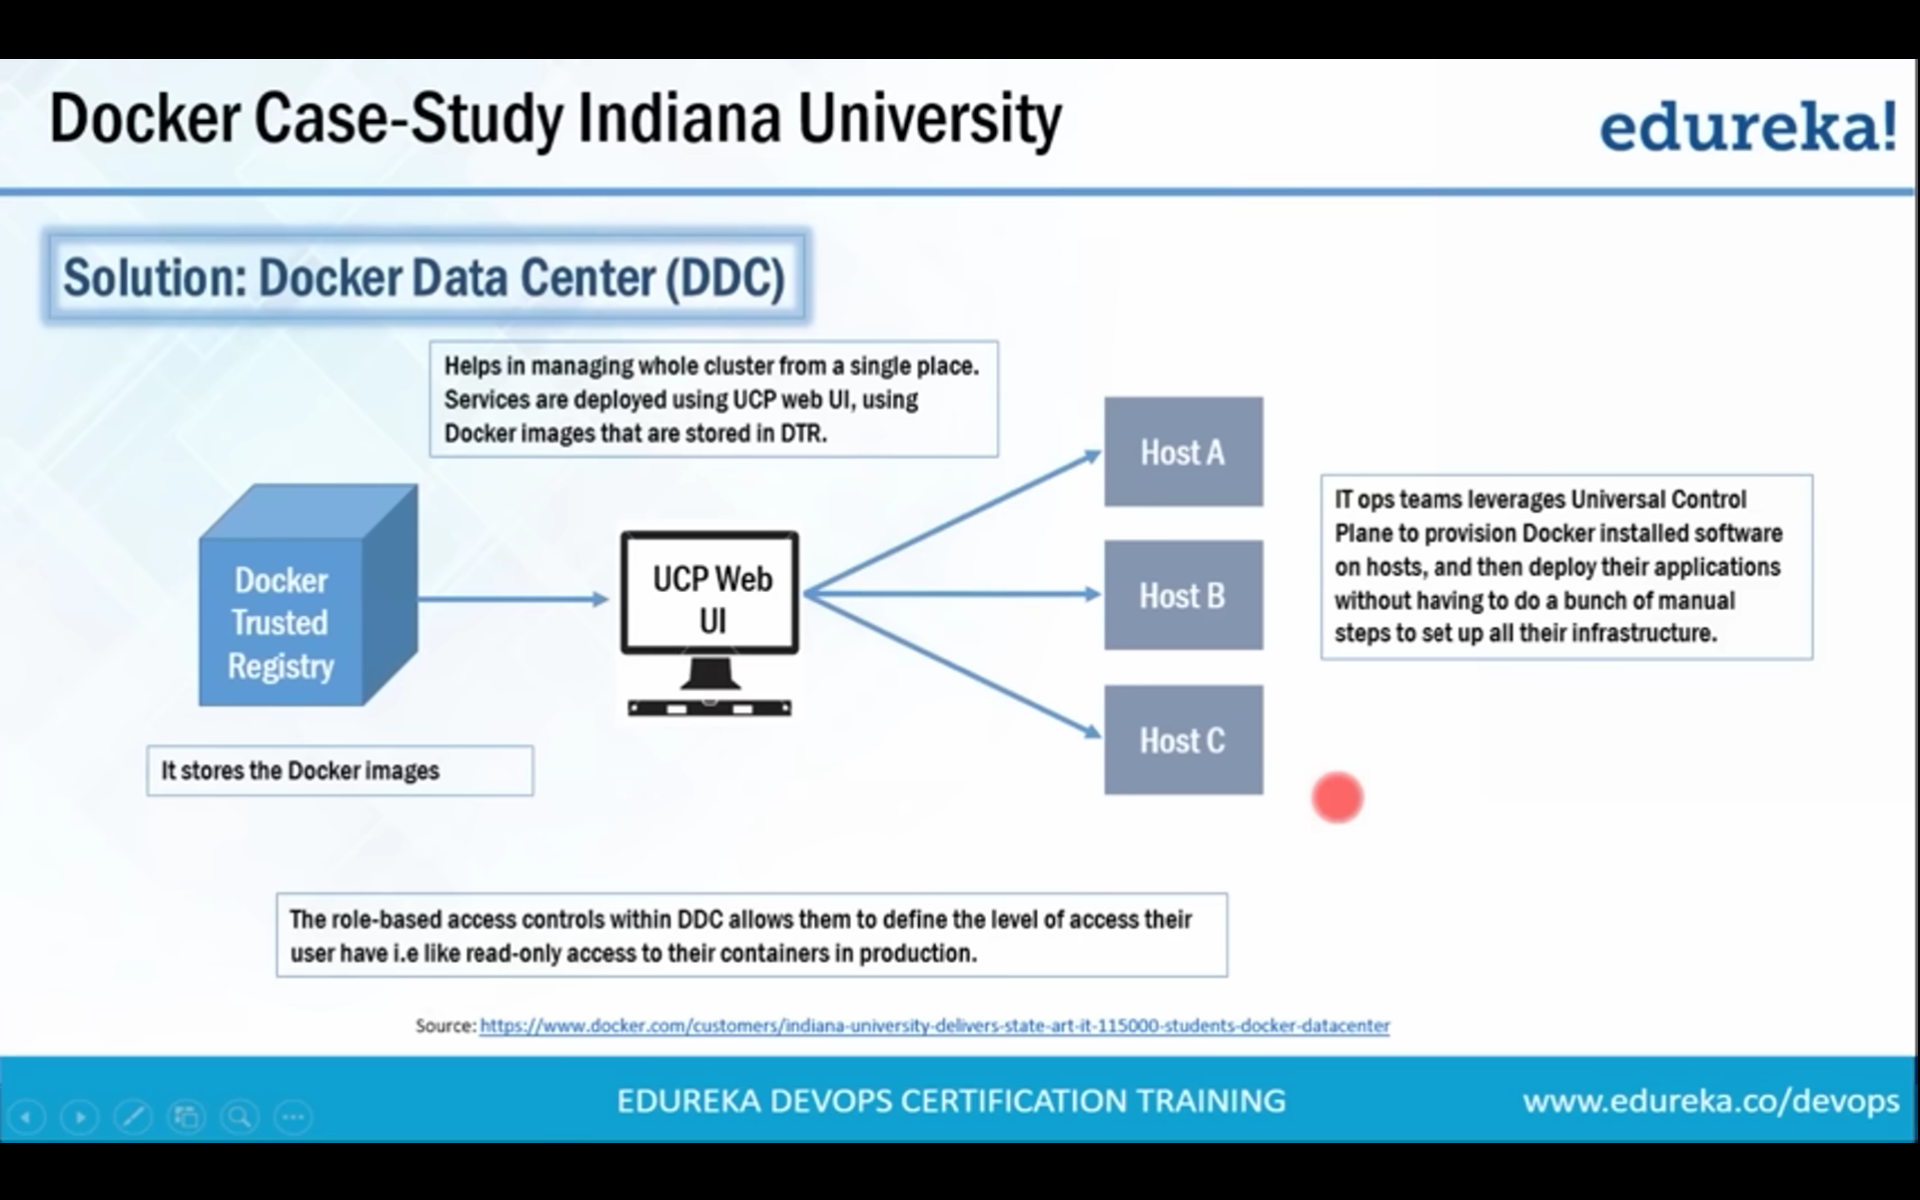 Docker Case-Study Indiana University
edureka!
Solution: Docker Data Center (DDC)
Helps in managing whole cluster from a single place.
Services are deployed using UCP web UI, using
Docker images that are stored in DTR.
Docker
Trusted
Registry
It stores the Docker images
UCP Web
UI
Host A
Host B
Host C
IT ops teams leverages Universal Control
Plane to provision Docker installed software
on hosts, and then deploy their applications
without having to do a bunch of manual
steps to set up all their infrastructure.
The role-based access controls within DDC allows them to define the level of access their
user have i.e like read-only access to their containers in production.
Source: https://www.docker.com/customers/indiana-university-delivers-state-art-it-115000-students-docker-datacenter
EDUREKA DEVOPS CERTIFICATION TRAINING
www.edureka.co/devops